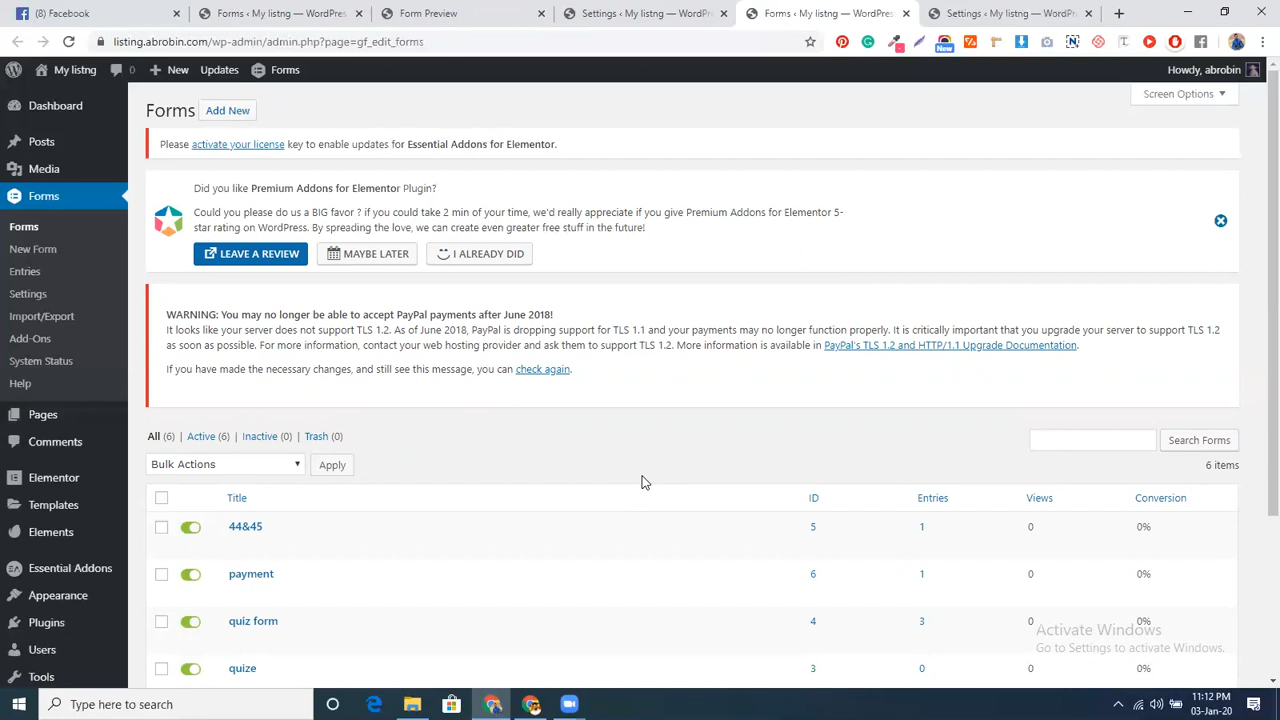 (8) Facebook
Forms ‹ My listng — WordPres
Form Preview
Settings ‹ My listng — WordPre
Forms ‹ My listng — WordPres
Settings ‹ My listng — WordPre
listing.abrobin.com/wp-admin/admin.php?page=gf_edit_forms
My listng 0 New Updates Forms
Howdy, abrobin
Screen Options
Dashboard
Posts
Media
Forms
Forms
New Form
Entries
Settings
Import/Export
Add-Ons
System Status
Help
Pages
Comments
Elementor
Templates
Elements
Essential Addons
Appearance
Plugins
Users
Tools
Forms Add New
Please activate your license key to enable updates for Essential Addons for Elementor.
Did you like Premium Addons for Elementor Plugin?
Could you please do us a BIG favor ? if you could take 2 min of your time, we'd really appreciate if you give Premium Addons for Elementor 5-
star rating on WordPress. By spreading the love, we can create even greater free stuff in the future!
LEAVE A REVIEW MAYBE LATER I ALREADY DID
WARNING: You may no longer be able to accept PayPal payments after June 2018!
It looks like your server does not support TLS 1.2. As of June 2018, PayPal is dropping support for TLS 1.1 and your payments may no longer function properly. It is critically important that you upgrade your server to support TLS 1.2
as soon as possible. For more information, contact your web hosting provider and ask them to support TLS 1.2. More information is available in PayPal's TLS 1.2 and HTTP/1.1 Upgrade Documentation.
If you have made the necessary changes, and still see this message, you can check again.
All (6) | Active (6) | Inactive (0) | Trash (0)
Search Forms
Bulk Actions Apply
6 items
Title ID Entries Views Conversion
44&45 5 1 0 0%
payment 6 1 0 0%
quiz form 4 3 0 0%
quize 3 0 0 0%
Activate Windows
Go to Settings to activate Windows.
Type here to search
11:12 PM
03-Jan-20